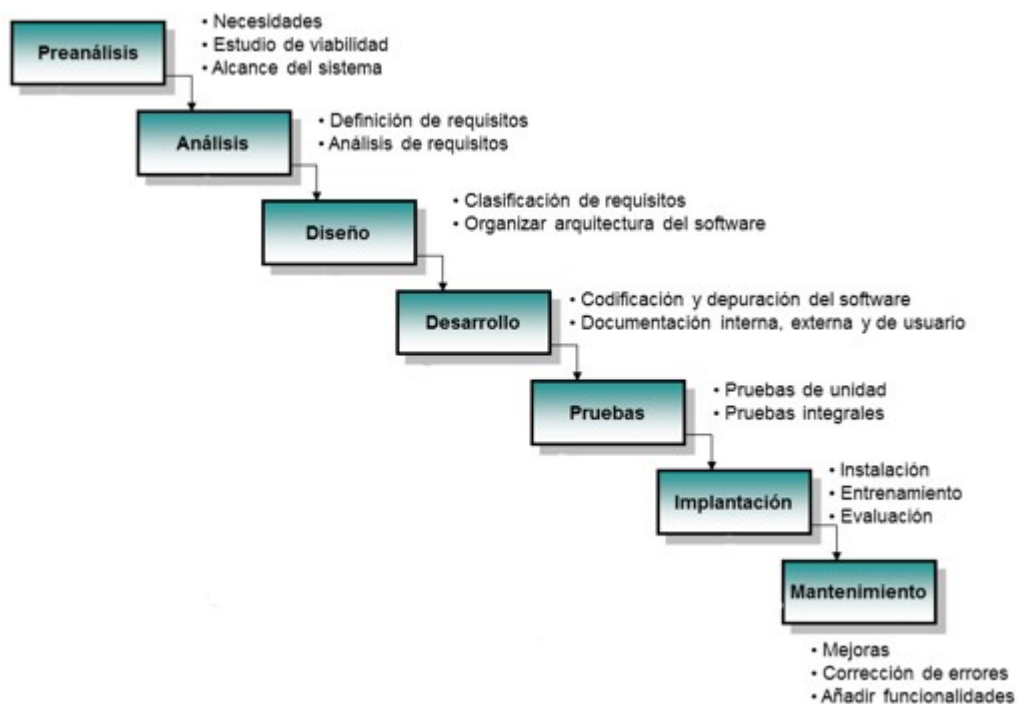 Preanálisis
• Necesidades
• Estudio de viabilidad
• Alcance del sistema
Análisis
• Definición de requisitos
• Análisis de requisitos
Diseño
• Clasificación de requisitos
• Organizar arquitectura del software
Desarrollo
• Codificación y depuración del software
• Documentación interna, externa y de usuario
Pruebas
• Pruebas de unidad
• Pruebas integrales
Implantación
• Instalación
• Entrenamiento
• Evaluación
Mantenimiento
• Mejoras
• Corrección de errores
• Añadir funcionalidades